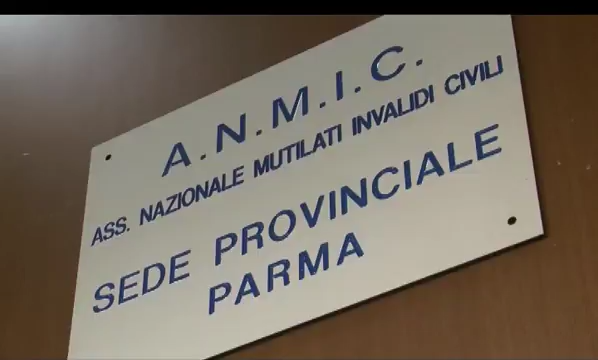 A.N.M.I.C.
ASS. NAZIONALE MUTILATI INVALIDI CIVILI
SEDE PROVINCIALE
PARMA